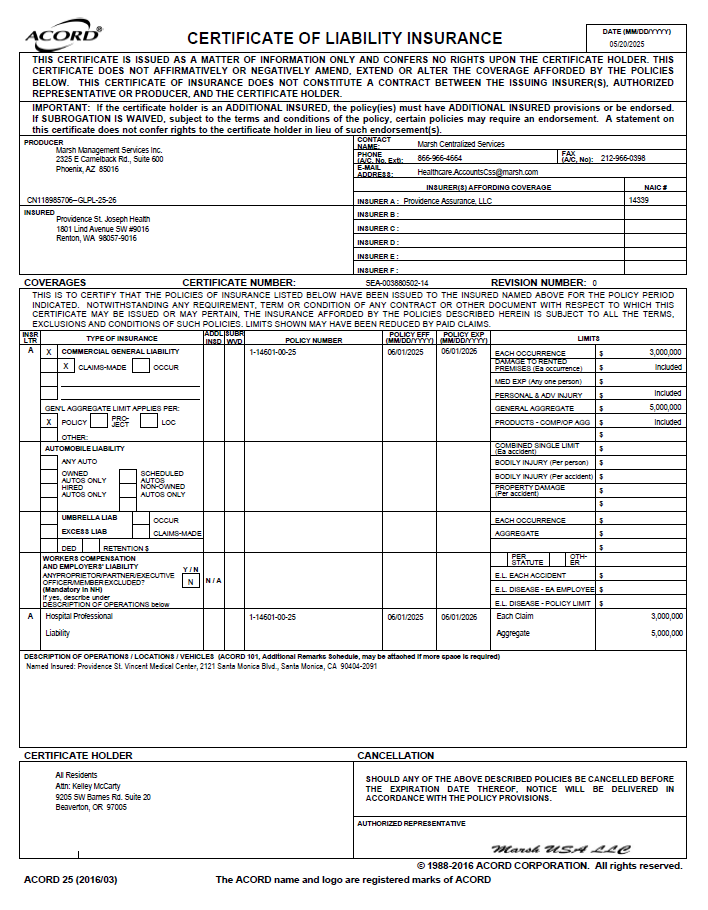 ACORD®
CERTIFICATE OF LIABILITY INSURANCE
DATE (MM/DD/YYYY)
05/20/2025
THIS CERTIFICATE IS ISSUED AS A MATTER OF INFORMATION ONLY AND CONFERS NO RIGHTS UPON THE CERTIFICATE HOLDER. THIS
CERTIFICATE DOES NOT AFFIRMATIVELY OR NEGATIVELY AMEND, EXTEND OR ALTER THE COVERAGE AFFORDED BY THE POLICIES
BELOW. THIS CERTIFICATE OF INSURANCE DOES NOT CONSTITUTE A CONTRACT BETWEEN THE ISSUING INSURER(S), AUTHORIZED
REPRESENTATIVE OR PRODUCER, AND THE CERTIFICATE HOLDER.
IMPORTANT: If the certificate holder is an ADDITIONAL INSURED, the policy(ies) must have ADDITIONAL INSURED provisions or be endorsed.
If SUBROGATION IS WAIVED, subject to the terms and conditions of the policy, certain policies may require an endorsement. A statement on
this certificate does not confer rights to the certificate holder in lieu of such endorsement(s).
PRODUCER
Marsh Management Services Inc.
2325 E Camelback Rd., Suite 600
Phoenix, AZ 85016
CN118985706--GLPL-25-26
CONTACT NAME: Marsh Centralized Services
PHONE (A/C, No, Ext): 866-966-4664
FAX (A/C, No): 212-966-0398
E-MAIL ADDRESS: Healthcare.AccountsCss@marsh.com
INSURER(S) AFFORDING COVERAGE NAIC #
INSURER A : Providence Assurance, LLC 14339
INSURED
Providence St. Joseph Health
1801 Lind Avenue SW #9016
Renton, WA 98057-9016
INSURER B :
INSURER C :
INSURER D :
INSURER E :
INSURER F :
COVERAGES CERTIFICATE NUMBER: SEA-003880502-14 REVISION NUMBER: 0
THIS IS TO CERTIFY THAT THE POLICIES OF INSURANCE LISTED BELOW HAVE BEEN ISSUED TO THE INSURED NAMED ABOVE FOR THE POLICY PERIOD
INDICATED. NOTWITHSTANDING ANY REQUIREMENT, TERM OR CONDITION OF ANY CONTRACT OR OTHER DOCUMENT WITH RESPECT TO WHICH THIS
CERTIFICATE MAY BE ISSUED OR MAY PERTAIN, THE INSURANCE AFFORDED BY THE POLICIES DESCRIBED HEREIN IS SUBJECT TO ALL THE TERMS,
EXCLUSIONS AND CONDITIONS OF SUCH POLICIES. LIMITS SHOWN MAY HAVE BEEN REDUCED BY PAID CLAIMS.
INSR LTR TYPE OF INSURANCE ADDL INSD SUBR WVD POLICY NUMBER POLICY EFF (MM/DD/YYYY) POLICY EXP (MM/DD/YYYY) LIMITS
A X COMMERCIAL GENERAL LIABILITY 1-14601-00-25 06/01/2025 06/01/2026 EACH OCCURRENCE $ 3,000,000
X CLAIMS-MADE OCCUR DAMAGE TO RENTED PREMISES (Ea occurrence) $ Included
MED EXP (Any one person) $
PERSONAL & ADV INJURY $ Included
GEN'L AGGREGATE LIMIT APPLIES PER: GENERAL AGGREGATE $ 5,000,000
X POLICY PRO-JECT LOC PRODUCTS - COMP/OP AGG $ Included
OTHER: $
AUTOMOBILE LIABILITY COMBINED SINGLE LIMIT (Ea accident) $
ANY AUTO BODILY INJURY (Per person) $
OWNED AUTOS ONLY SCHEDULED AUTOS BODILY INJURY (Per accident) $
HIRED AUTOS ONLY NON-OWNED AUTOS ONLY PROPERTY DAMAGE (Per accident) $
$
UMBRELLA LIAB OCCUR EACH OCCURRENCE $
EXCESS LIAB CLAIMS-MADE AGGREGATE $
DED RETENTION $ $
WORKERS COMPENSATION
AND EMPLOYERS' LIABILITY Y / N PER STATUTE OTH-ER
ANYPROPRIETOR/PARTNER/EXECUTIVE
OFFICER/MEMBEREXCLUDED? N N / A E.L. EACH ACCIDENT $
(Mandatory in NH) E.L. DISEASE - EA EMPLOYEE $
If yes, describe under
DESCRIPTION OF OPERATIONS below E.L. DISEASE - POLICY LIMIT $
A Hospital Professional 1-14601-00-25 06/01/2025 06/01/2026 Each Claim 3,000,000
Liability Aggregate 5,000,000
DESCRIPTION OF OPERATIONS / LOCATIONS / VEHICLES (ACORD 101, Additional Remarks Schedule, may be attached if more space is required)
Named Insured: Providence St. Vincent Medical Center, 2121 Santa Monica Blvd., Santa Monica, CA 90404-2091
CERTIFICATE HOLDER
All Residents
Attn: Kelley McCarty
9205 SW Barnes Rd. Suite 20
Beaverton, OR 97005
CANCELLATION
SHOULD ANY OF THE ABOVE DESCRIBED POLICIES BE CANCELLED BEFORE
THE EXPIRATION DATE THEREOF, NOTICE WILL BE DELIVERED IN
ACCORDANCE WITH THE POLICY PROVISIONS.
AUTHORIZED REPRESENTATIVE
Marsh USA LLC
© 1988-2016 ACORD CORPORATION. All rights reserved.
ACORD 25 (2016/03) The ACORD name and logo are registered marks of ACORD